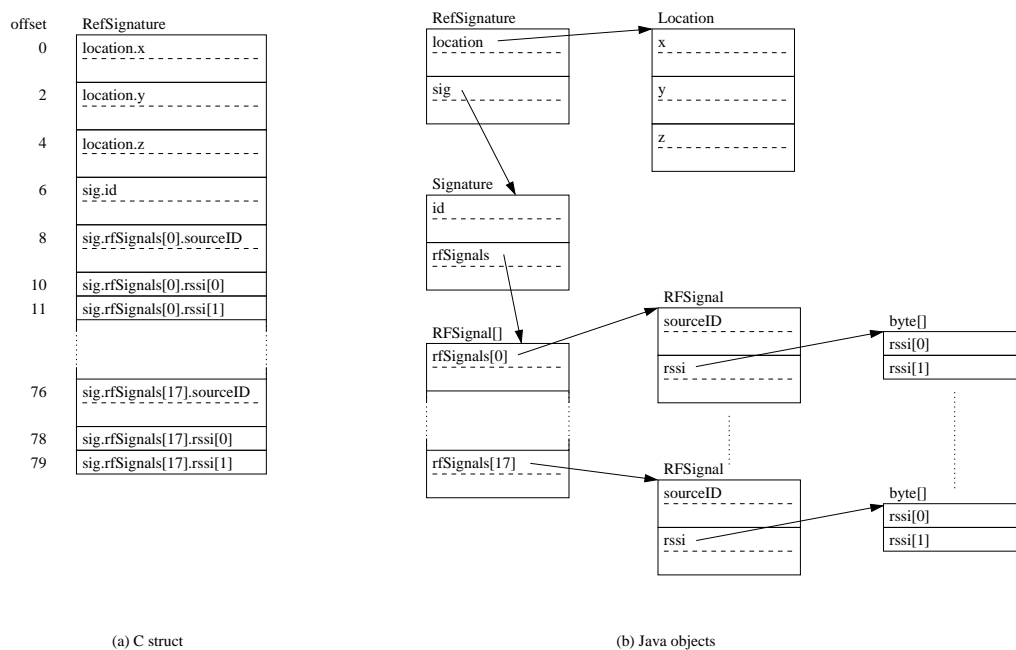 offset RefSignature
0 location.x
2 location.y
4 location.z
6 sig.id
8 sig.rfSignals[0].sourceID
10 sig.rfSignals[0].rssi[0]
11 sig.rfSignals[0].rssi[1]
76 sig.rfSignals[17].sourceID
78 sig.rfSignals[17].rssi[0]
79 sig.rfSignals[17].rssi[1]
(a) C struct
RefSignature
location
sig
Location
x
y
z
Signature
id
rfSignals
RFSignal[]
rfSignals[0]
rfSignals[17]
RFSignal
sourceID
rssi
byte[]
rssi[0]
rssi[1]
RFSignal
sourceID
rssi
byte[]
rssi[0]
rssi[1]
(b) Java objects